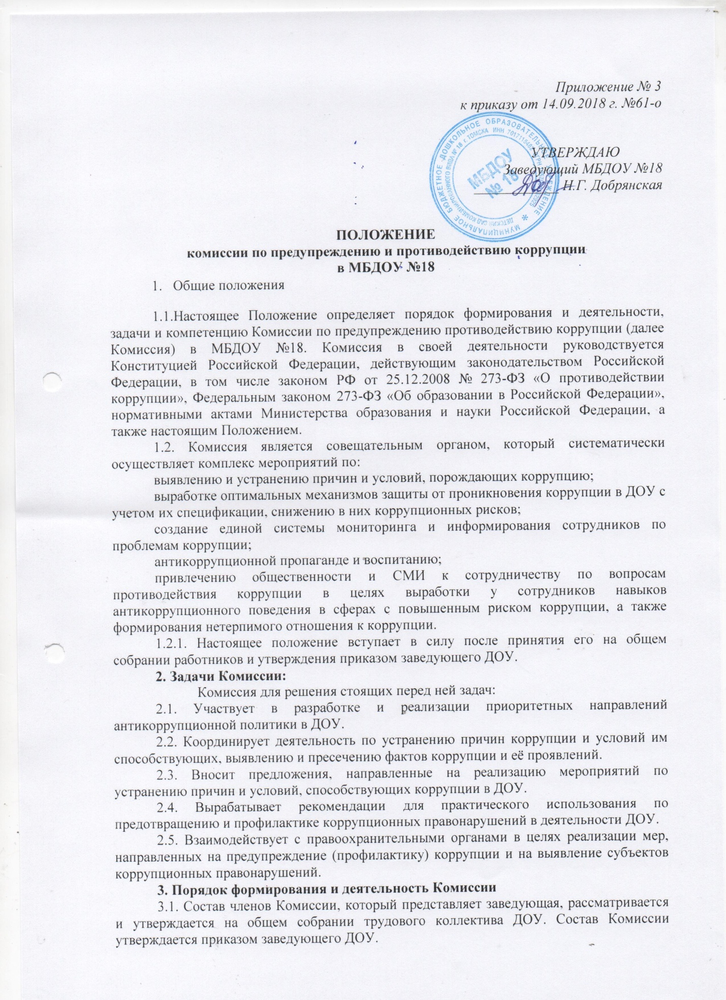 Приложение № 3
к приказу от 14.09.2018 г. №61-о
УТВЕРЖДАЮ
Заведующий МБДОУ №18
Н.Г. Добрянская
МУНИЦИПАЛЬНОЕ БЮДЖЕТНОЕ ДОШКОЛЬНОЕ ОБРАЗОВАТЕЛЬНОЕ УЧРЕЖДЕНИЕ
ДЕТСКИЙ САД КОМБИНИРОВАННОГО ВИДА № 18 г. ТОМСКА ИНН
МБДОУ
№ 18
ПОЛОЖЕНИЕ
комиссии по предупреждению и противодействию коррупции
в МБДОУ №18
1. Общие положения
1.1.Настоящее Положение определяет порядок формирования и деятельности,
задачи и компетенцию Комиссии по предупреждению противодействию коррупции (далее
Комиссия) в МБДОУ №18. Комиссия в своей деятельности руководствуется
Конституцией Российской Федерации, действующим законодательством Российской
Федерации, в том числе законом РФ от 25.12.2008 № 273-ФЗ «О противодействии
коррупции», Федеральным законом 273-ФЗ «Об образовании в Российской Федерации»,
нормативными актами Министерства образования и науки Российской Федерации, а
также настоящим Положением.
1.2. Комиссия является совещательным органом, который систематически
осуществляет комплекс мероприятий по:
выявлению и устранению причин и условий, порождающих коррупцию;
выработке оптимальных механизмов защиты от проникновения коррупции в ДОУ с
учетом их спецификации, снижению в них коррупционных рисков;
создание единой системы мониторинга и информирования сотрудников по
проблемам коррупции;
антикоррупционной пропаганде и воспитанию;
привлечению общественности и СМИ к сотрудничеству по вопросам
противодействия коррупции в целях выработки у сотрудников навыков
антикоррупционного поведения в сферах с повышенным риском коррупции, а также
формирования нетерпимого отношения к коррупции.
1.2.1. Настоящее положение вступает в силу после принятия его на общем
собрании работников и утверждения приказом заведующего ДОУ.
2. Задачи Комиссии:
Комиссия для решения стоящих перед ней задач:
2.1. Участвует в разработке и реализации приоритетных направлений
антикоррупционной политики в ДОУ.
2.2. Координирует деятельность по устранению причин коррупции и условий им
способствующих, выявлению и пресечению фактов коррупции и её проявлений.
2.3. Вносит предложения, направленные на реализацию мероприятий по
устранению причин и условий, способствующих коррупции в ДОУ.
2.4. Вырабатывает рекомендации для практического использования по
предотвращению и профилактике коррупционных правонарушений в деятельности ДОУ.
2.5. Взаимодействует с правоохранительными органами в целях реализации мер,
направленных на предупреждение (профилактику) коррупции и на выявление субъектов
коррупционных правонарушений.
3. Порядок формирования и деятельность Комиссии
3.1. Состав членов Комиссии, который представляет заведующая, рассматривается
и утверждается на общем собрании трудового коллектива ДОУ. Состав Комиссии
утверждается приказом заведующего ДОУ.